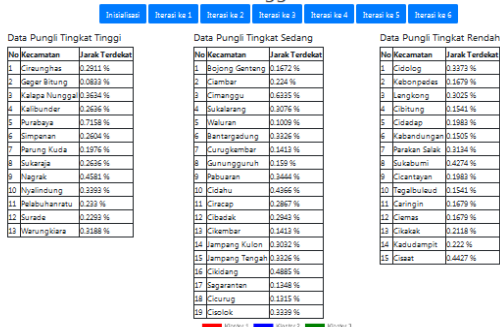 Inisialisasi Iterasi ke 1 Iterasi ke 2 Iterasi ke 3 Iterasi ke 4 Iterasi ke 5 Iterasi ke 6
Data Pungli Tingkat Tinggi
No Kecamatan Jarak Terdekat
1 Cireunghas 0.2911 %
2 Geger Bitung 0.0833 %
3 Kalapa Nunggal 0.3634 %
4 Kalibunder 0.2636 %
5 Purabaya 0.7158 %
6 Simpenan 0.2604 %
7 Parung Kuda 0.1976 %
8 Sukaraja 0.2636 %
9 Nagrak 0.4581 %
10 Nyalindung 0.3393 %
11 Pelabuhanratu 0.233 %
12 Surade 0.2293 %
13 Warungkiara 0.3188 %
Data Pungli Tingkat Sedang
No Kecamatan Jarak Terdekat
1 Bojong Genteng 0.1672 %
2 Ciambar 0.224 %
3 Cimanggu 0.6335 %
4 Sukalarang 0.3076 %
5 Waluran 0.1009 %
6 Bantargadung 0.3326 %
7 Curugkembar 0.1413 %
8 Gunungguruh 0.159 %
9 Pabuaran 0.3444 %
10 Cidahu 0.4366 %
11 Ciracap 0.2867 %
12 Cibadak 0.2943 %
13 Cikembar 0.1413 %
14 Jampang Kulon 0.3032 %
15 Jampang Tengah 0.3326 %
16 Cikidang 0.4885 %
17 Sagaranten 0.1348 %
18 Cicurug 0.1315 %
19 Cisolok 0.3339 %
Data Pungli Tingkat Rendah
No Kecamatan Jarak Terdekat
1 Cidolog 0.3373 %
2 Kebonpedes 0.1679 %
3 Lengkong 0.3025 %
4 Cibitung 0.1541 %
5 Cidadap 0.1983 %
6 Kabandungan 0.1505 %
7 Parakan Salak 0.3134 %
8 Sukabumi 0.4274 %
9 Cicantayan 0.1983 %
10 Tegalbuleud 0.1541 %
11 Caringin 0.1679 %
12 Ciemas 0.1679 %
13 Cikakak 0.2118 %
14 Kadudampit 0.222 %
15 Cisaat 0.4427 %